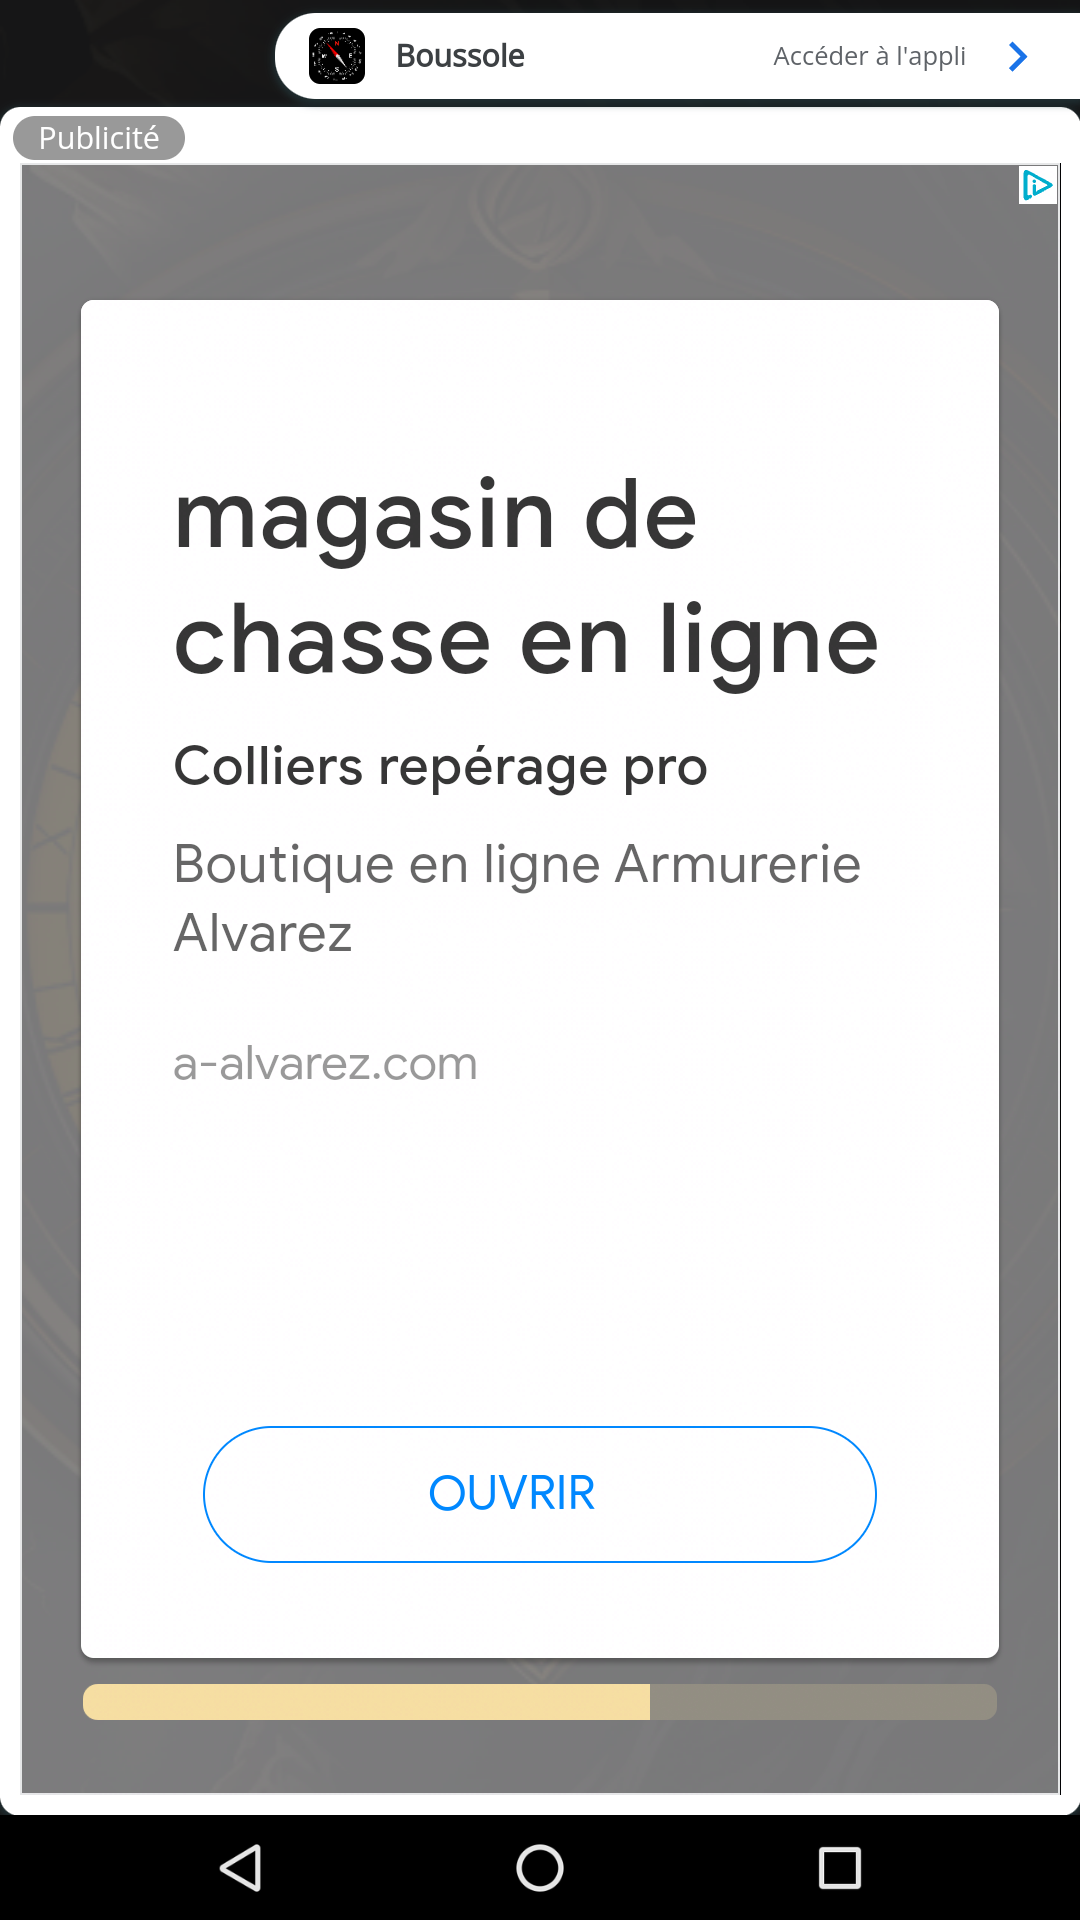 Boussole
Accéder à l'appli
Publicité
magasin de
chasse en ligne
Colliers repérage pro
Boutique en ligne Armurerie
Alvarez
a-alvarez.com
OUVRIR